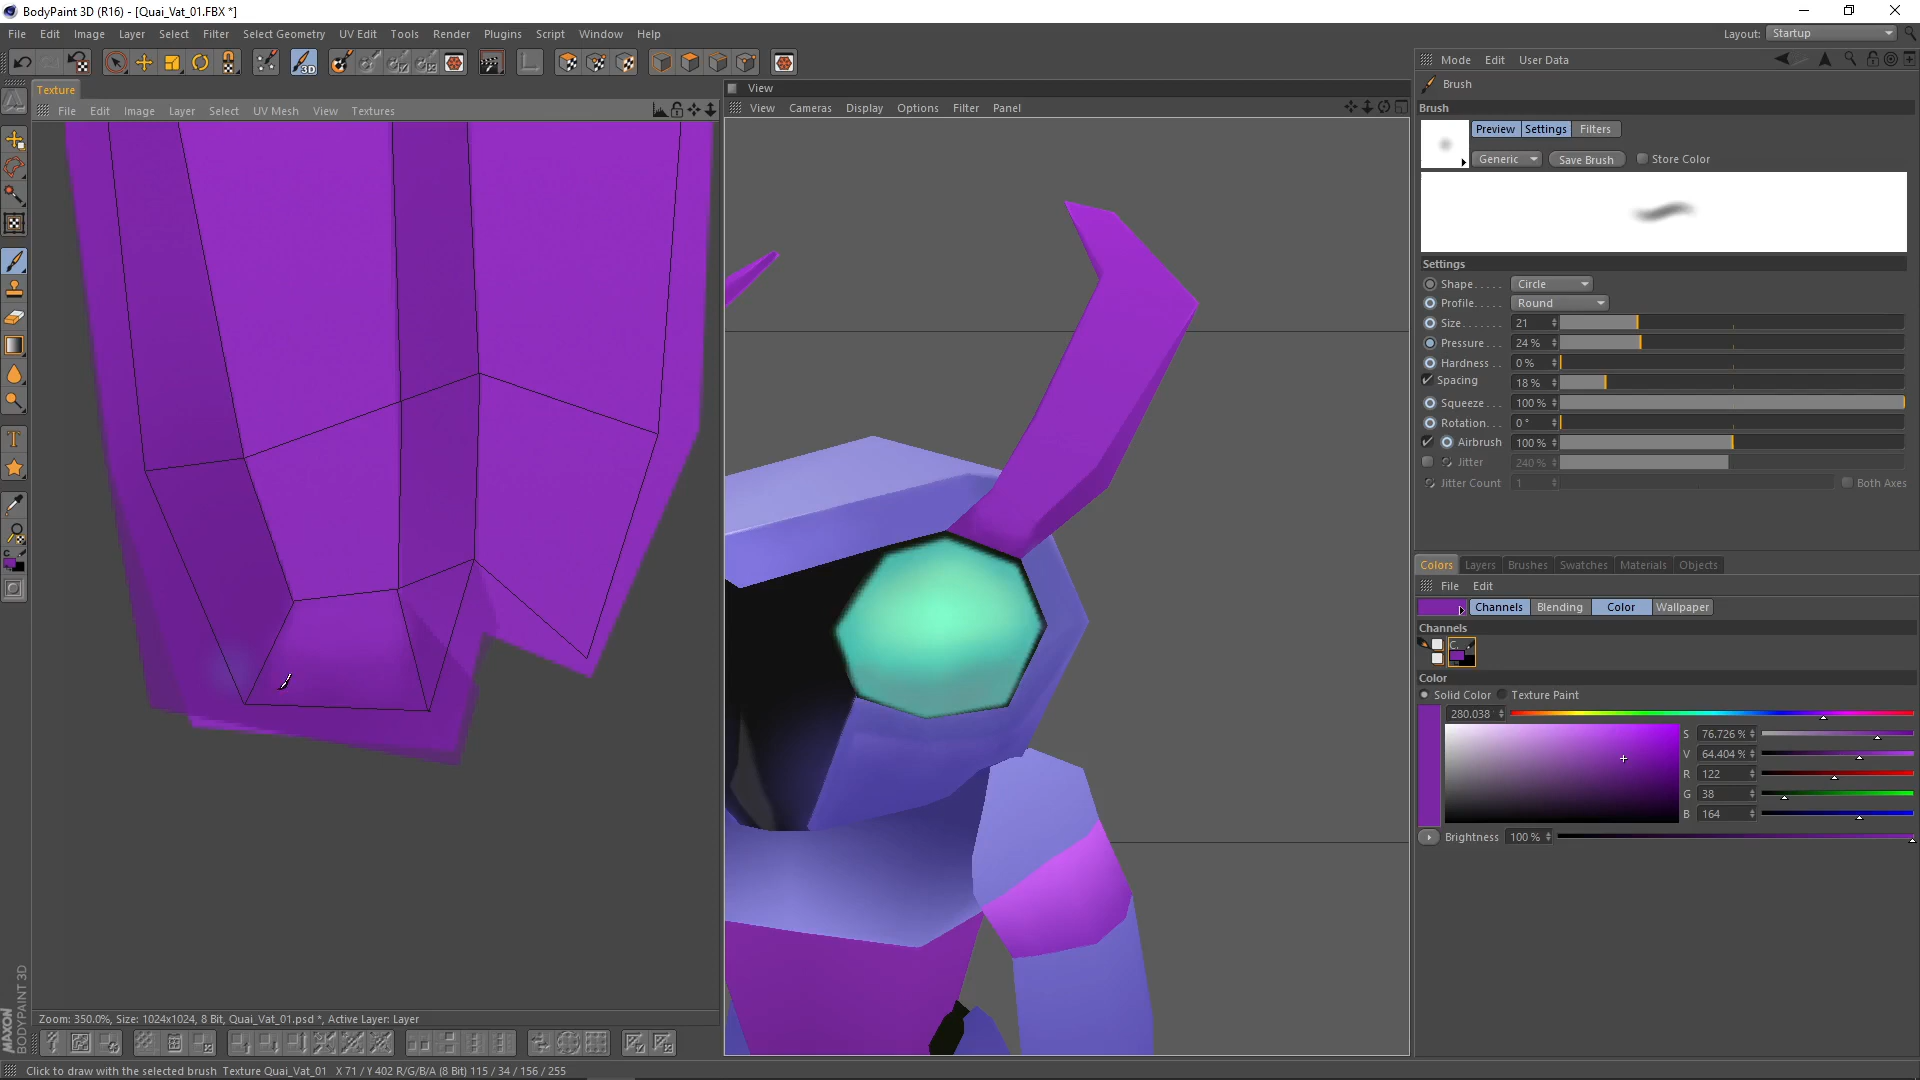 BodyPaint 3D (R16) - [Quai_Vat_01.FBX *]
File Edit Image Layer Select Filter Select Geometry UV Edit Tools Render Plugins Script Window Help
Layout: Startup
Texture
File Edit Image Layer Select UV Mesh View Textures
View
View Cameras Display Options Filter Panel
Mode Edit User Data
Brush
Brush
Preview Settings Filters
Generic Save Brush Store Color
Settings
Shape..... Circle
Profile..... Round
Size....... 21
Pressure... 24 %
Hardness.. 0 %
Spacing 18 %
Squeeze... 100 %
Rotation... 0 °
Airbrush 100 %
Jitter 240 %
Jitter Count 1 Both Axes
Colors Layers Brushes Swatches Materials Objects
File Edit
Channels Blending Color Wallpaper
Channels
C
Color
Solid Color Texture Paint
280.038
S 76.726 %
V 64.404 %
R 122
G 38
B 164
Brightness 100 %
T
3D
C
MAXON
BODYPAINT 3D
Zoom: 350.0%, Size: 1024x1024, 8 Bit, Quai_Vat_01.psd *, Active Layer: Layer
Click to draw with the selected brush Texture Quai_Vat_01 X 71 / Y 402 R/G/B/A (8 Bit) 115 / 34 / 156 / 255